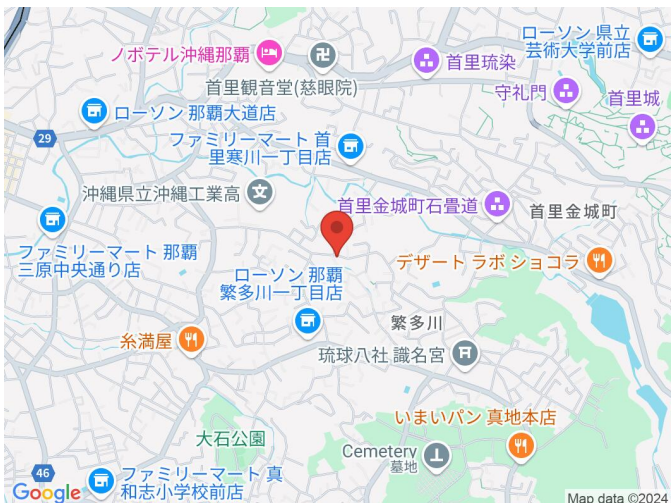 ローソン 県立
芸術大学前店
ノボテル沖縄那覇
首里観音堂(慈眼院)
首里琉染
守礼門
首里城
ローソン 那覇大道店
29
ファミリーマート 首
里寒川一丁目店
沖縄県立沖縄工業高
首里金城町石畳道
首里金城町
ファミリーマート 那覇
三原中央通り店
デザート ラボ ショコラ
ローソン 那覇
繁多川一丁目店
繁多川
糸満屋
琉球八社 識名宮
いまいパン 真地本店
大石公園
Cemetery
墓地
46
ファミリーマート 真
和志小学校前店
Google
Map data ©2024